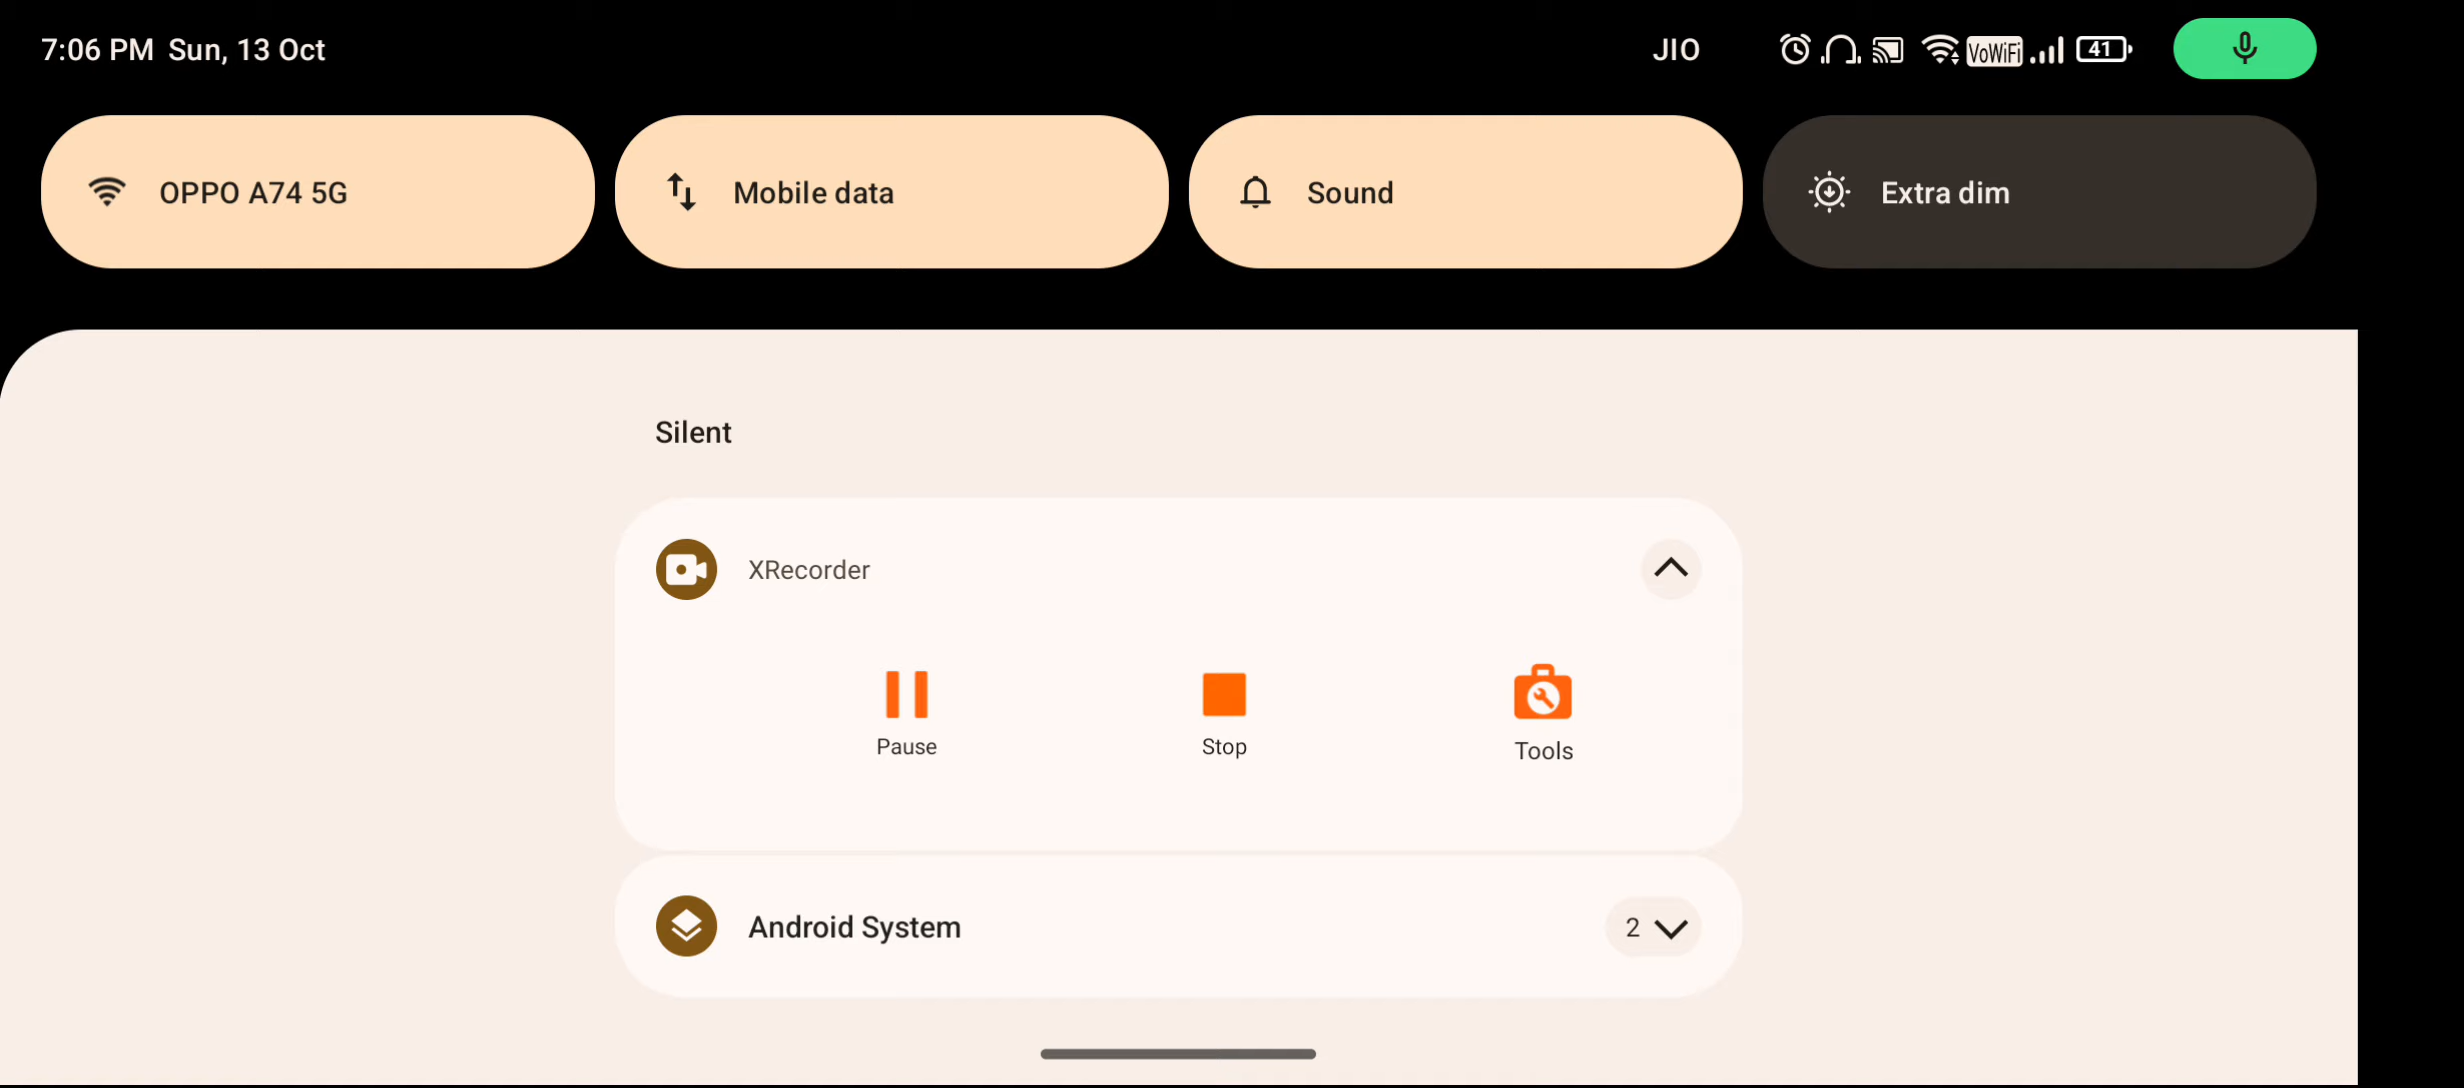 7:06 PM Sun, 13 Oct JIO VoWiFi 41
OPPO A74 5G Mobile data Sound Extra dim
Silent
XRecorder
Pause Stop Tools
Android System 2